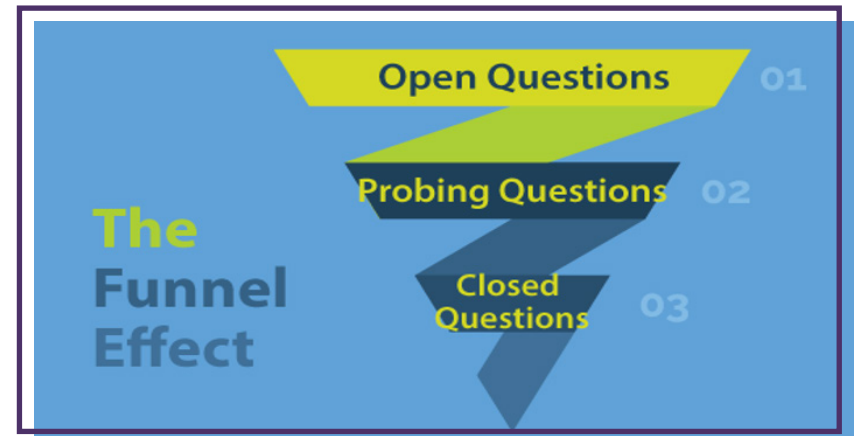 Open Questions
01
Probing Questions
02
The
Funnel
Effect
Closed
Questions
03